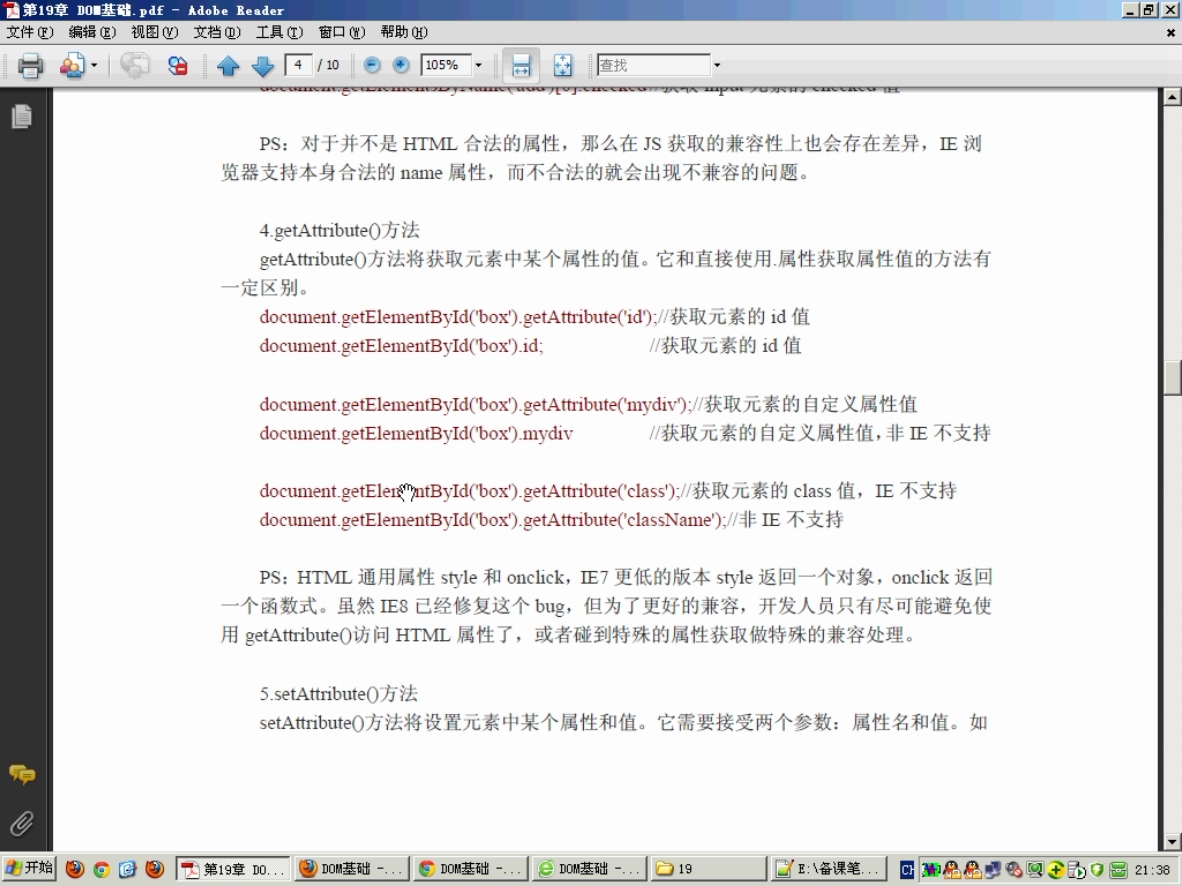 第19章 DOM基础.pdf - Adobe Reader
文件(F) 编辑(E) 视图(V) 文档(D) 工具(T) 窗口(W) 帮助(H)
4 / 10 105% 查找
document.getElementsByName('add')[0].checked//获取 input 元素的 checked 值
PS：对于并不是 HTML 合法的属性，那么在 JS 获取的兼容性上也会存在差异，IE 浏
览器支持本身合法的 name 属性，而不合法的就会出现不兼容的问题。
4.getAttribute()方法
getAttribute()方法将获取元素中某个属性的值。它和直接使用.属性获取属性值的方法有
一定区别。
document.getElementById('box').getAttribute('id');//获取元素的 id 值
document.getElementById('box').id; //获取元素的 id 值
document.getElementById('box').getAttribute('mydiv');//获取元素的自定义属性值
document.getElementById('box').mydiv //获取元素的自定义属性值，非 IE 不支持
document.getElementById('box').getAttribute('class');//获取元素的 class 值，IE 不支持
document.getElementById('box').getAttribute('className');//非 IE 不支持
PS：HTML 通用属性 style 和 onclick，IE7 更低的版本 style 返回一个对象，onclick 返回
一个函数式。虽然 IE8 已经修复这个 bug，但为了更好的兼容，开发人员只有尽可能避免使
用 getAttribute()访问 HTML 属性了，或者碰到特殊的属性获取做特殊的兼容处理。
5.setAttribute()方法
setAttribute()方法将设置元素中某个属性和值。它需要接受两个参数：属性名和值。如
开始 第19章 DO... DOM基础 -... DOM基础 -... DOM基础 -... 19 E:\备课笔... CH 21:38